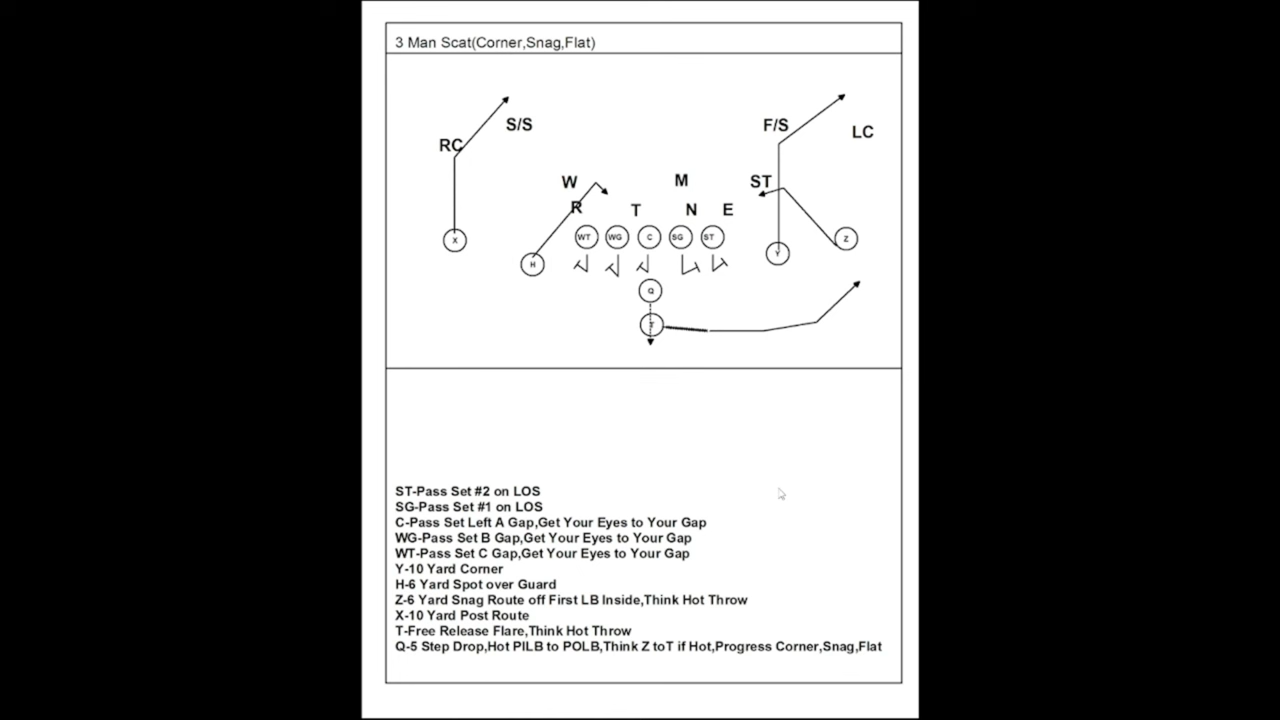 3 Man Scat(Corner,Snag,Flat)
S/S
F/S
LC
RC
W
M
ST
R
T
N
E
X
H
WT
WG
C
SG
ST
Y
Z
Q
T
ST-Pass Set #2 on LOS
SG-Pass Set #1 on LOS
C-Pass Set Left A Gap,Get Your Eyes to Your Gap
WG-Pass Set B Gap,Get Your Eyes to Your Gap
WT-Pass Set C Gap,Get Your Eyes to Your Gap
Y-10 Yard Corner
H-6 Yard Spot over Guard
Z-6 Yard Snag Route off First LB Inside,Think Hot Throw
X-10 Yard Post Route
T-Free Release Flare,Think Hot Throw
Q-5 Step Drop,Hot PILB to POLB,Think Z toT if Hot,Progress Corner,Snag,Flat